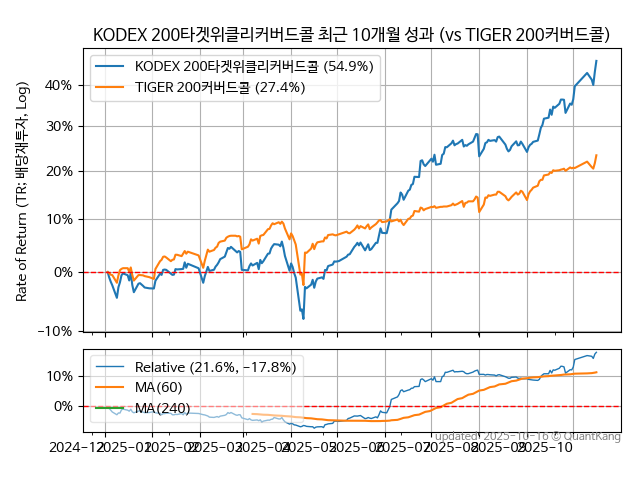 KODEX 200타겟위클리커버드콜 최근 10개월 성과 (vs TIGER 200커버드콜)
Rate of Return (TR: 배당재투자, Log)
KODEX 200타겟위클리커버드콜 (54.9%)
TIGER 200커버드콜 (27.4%)
40%
30%
20%
10%
0%
−10%
Relative (21.6%, −17.8%)
MA(60)
MA(240)
10%
0%
updated: 2025-10-16 © QuantKang
2024−12
2025−01
2025−02
2025−03
2025−04
2025−05
2025−06
2025−07
2025−08
2025−09
2025−10